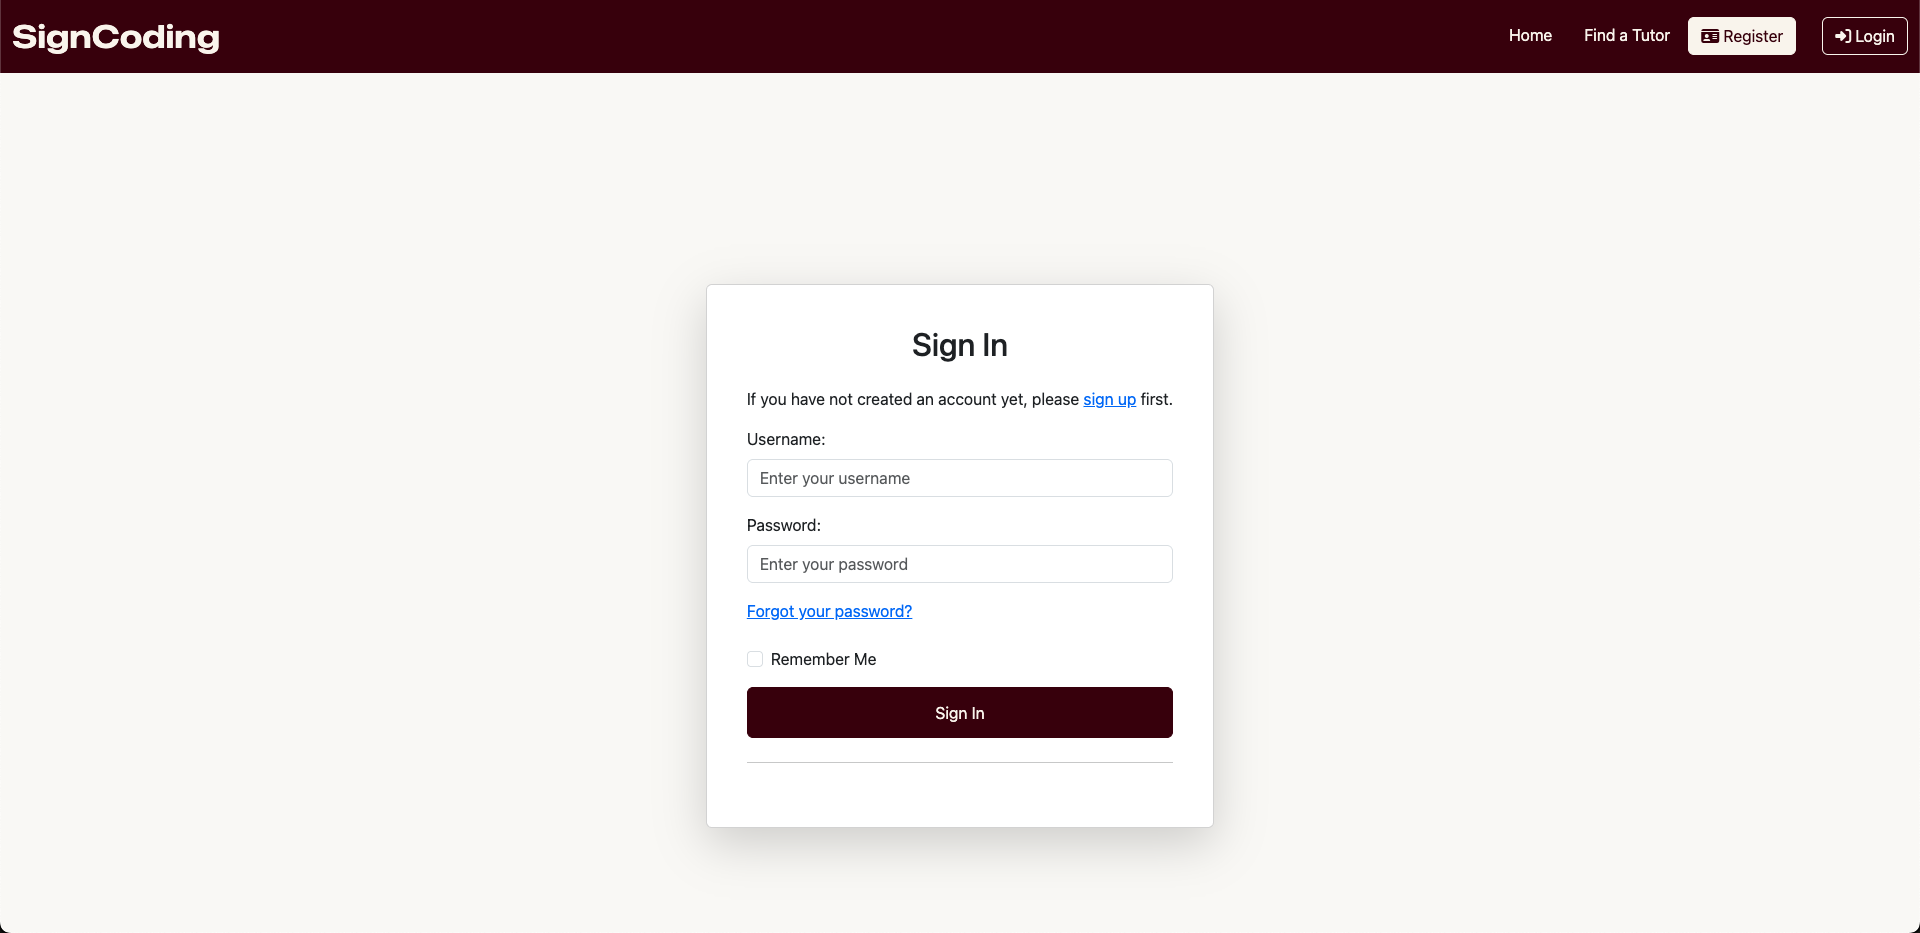 SignCoding
Home
Find a Tutor
Register
Login
Sign In
If you have not created an account yet, please sign up first.
Username:
Enter your username
Password:
Enter your password
Forgot your password?
Remember Me
Sign In